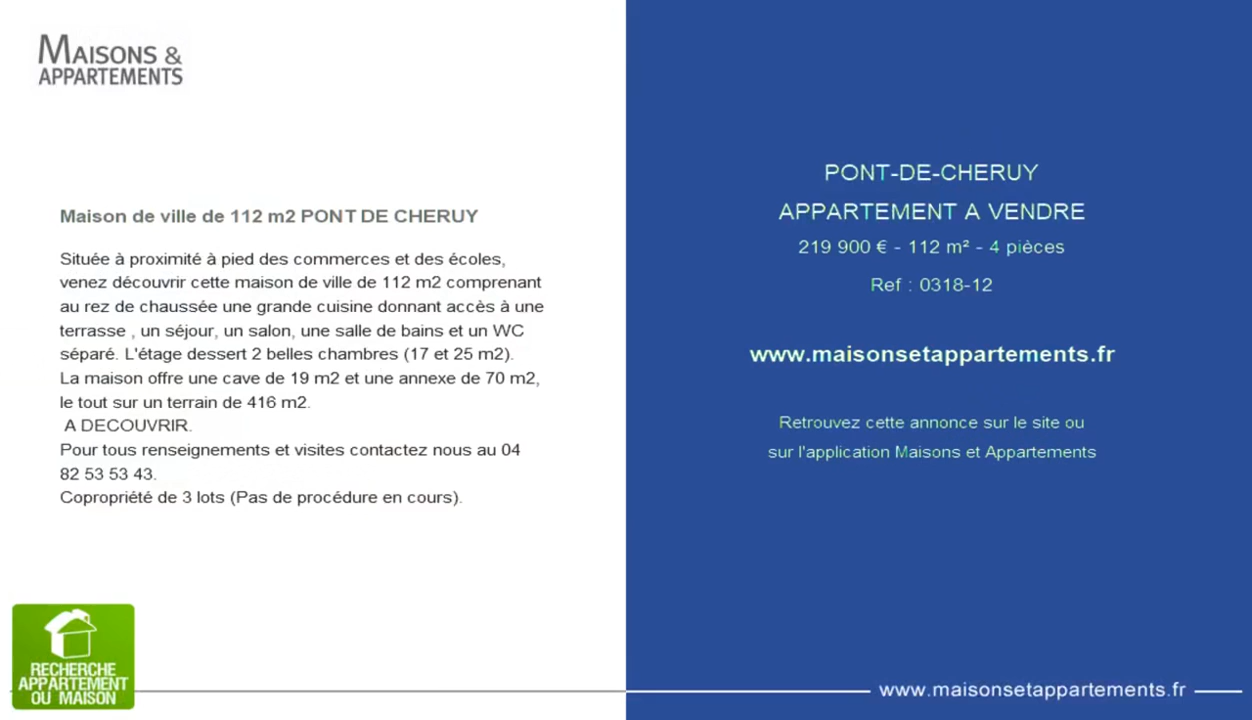 MAISONS &
APPARTEMENTS
Maison de ville de 112 m2 PONT DE CHERUY
Située à proximité à pied des commerces et des écoles,
venez découvrir cette maison de ville de 112 m2 comprenant
au rez de chaussée une grande cuisine donnant accès à une
terrasse , un séjour, un salon, une salle de bains et un WC
séparé. L'étage dessert 2 belles chambres (17 et 25 m2).
La maison offre une cave de 19 m2 et une annexe de 70 m2,
le tout sur un terrain de 416 m2.
A DECOUVRIR.
Pour tous renseignements et visites contactez nous au 04
82 53 53 43.
Copropriété de 3 lots (Pas de procédure en cours).
RECHERCHE
APPARTEMENT
OU MAISON
PONT-DE-CHERUY
APPARTEMENT A VENDRE
219 900 € - 112 m² - 4 pièces
Ref : 0318-12
www.maisonsetappartements.fr
Retrouvez cette annonce sur le site ou
sur l'application Maisons et Appartements
www.maisonsetappartements.fr